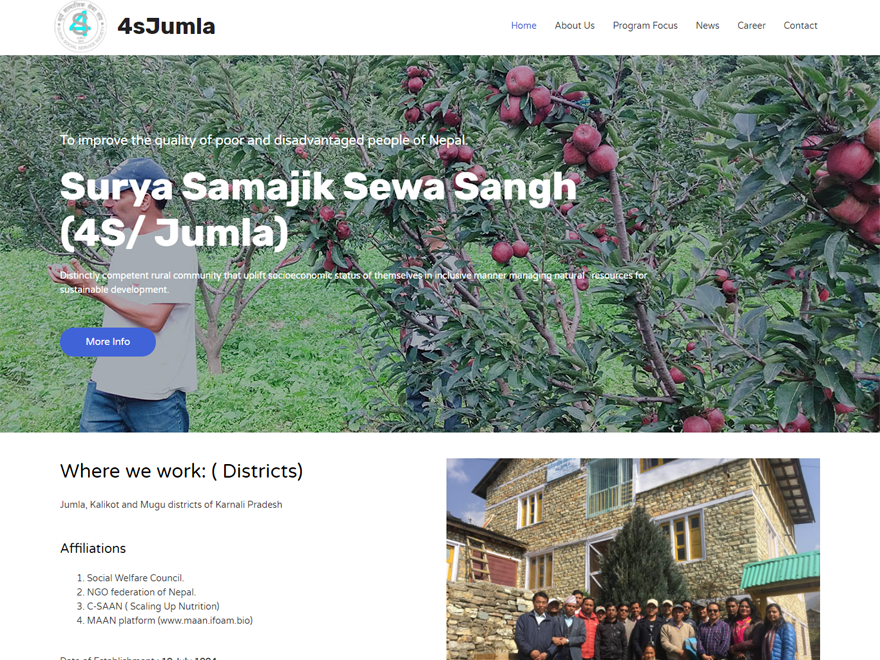 4sJumla
Home About Us Program Focus News Career Contact
To improve the quality of poor and disadvantaged people of Nepal.
Surya Samajik Sewa Sangh
(4S/ Jumla)
Distinctly competent rural community that uplift socioeconomic status of themselves in inclusive manner managing natural resources for
sustainable development.
More Info
Where we work: ( Districts)
Jumla, Kalikot and Mugu districts of Karnali Pradesh
Affiliations
1. Social Welfare Council.
2. NGO federation of Nepal.
3. C-SAAN ( Scaling Up Nutrition)
4. MAAN platform (www.maan.ifoam.bio)